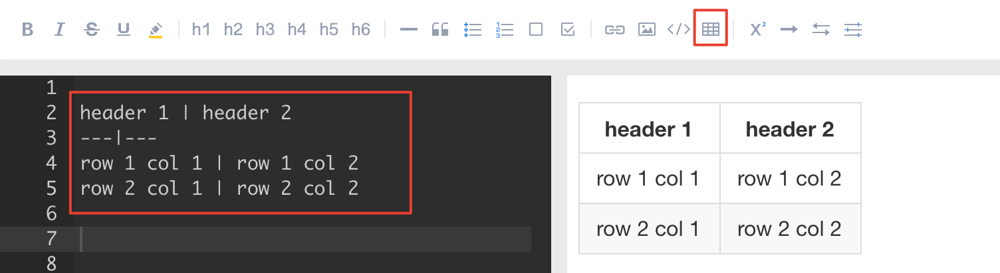 B I S U h1 h2 h3 h4 h5 h6 </> X²
1
2 header 1 | header 2
3 ---|---
4 row 1 col 1 | row 1 col 2
5 row 2 col 1 | row 2 col 2
6
7
8
header 1 header 2
row 1 col 1 row 1 col 2
row 2 col 1 row 2 col 2